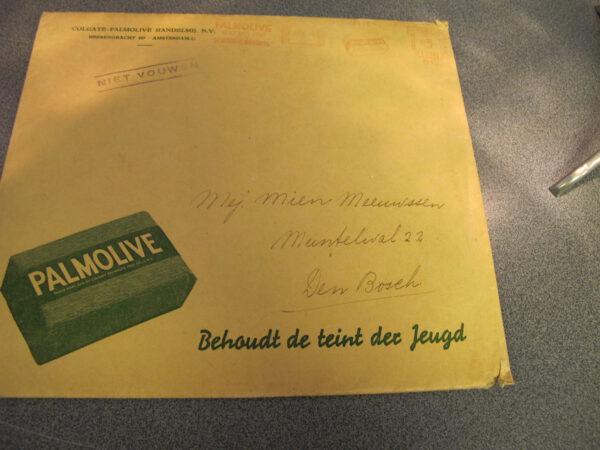 COLGATE-PALMOLIVE HANDELMIJ. N.V.
HEERENGRACHT - AMSTERDAM-C.
PALMOLIVE
NIET VOUWEN
Mej. Mien Meeuwssen
Muntelwal 22
Den Bosch
PALMOLIVE
Behoudt de teint der Jeugd